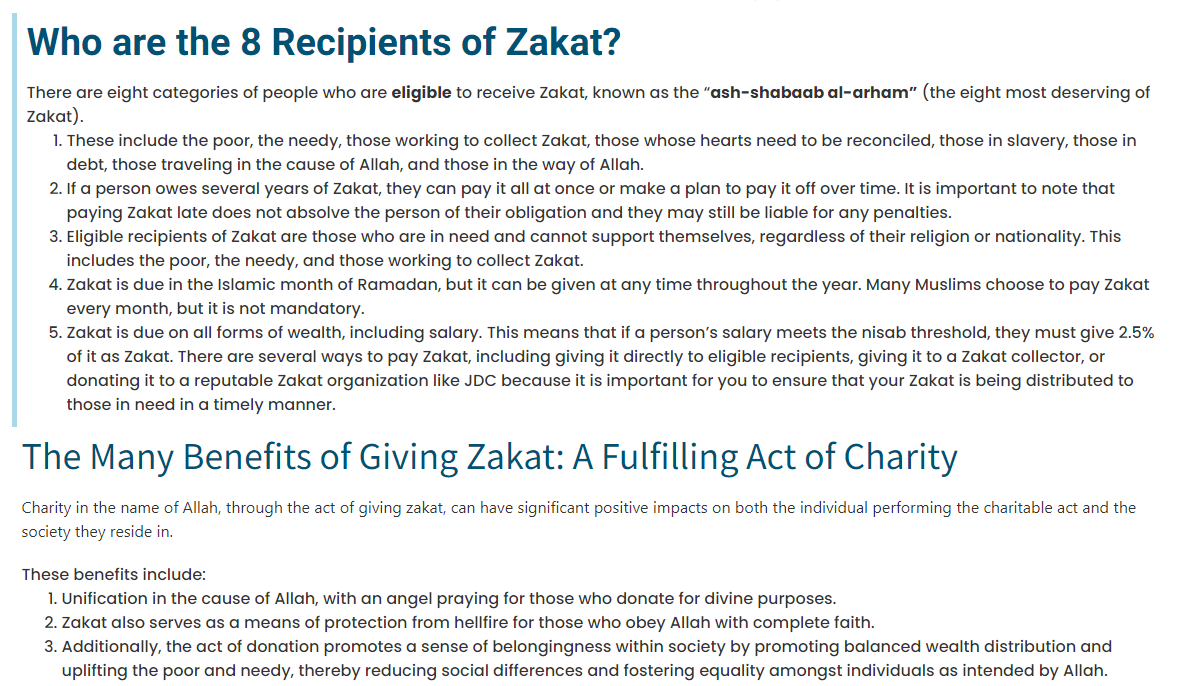 Who are the 8 Recipients of Zakat?
There are eight categories of people who are eligible to receive Zakat, known as the “ash-shabaab al-arham” (the eight most deserving of
Zakat).
1. These include the poor, the needy, those working to collect Zakat, those whose hearts need to be reconciled, those in slavery, those in
debt, those traveling in the cause of Allah, and those in the way of Allah.
2. If a person owes several years of Zakat, they can pay it all at once or make a plan to pay it off over time. It is important to note that
paying Zakat late does not absolve the person of their obligation and they may still be liable for any penalties.
3. Eligible recipients of Zakat are those who are in need and cannot support themselves, regardless of their religion or nationality. This
includes the poor, the needy, and those working to collect Zakat.
4. Zakat is due in the Islamic month of Ramadan, but it can be given at any time throughout the year. Many Muslims choose to pay Zakat
every month, but it is not mandatory.
5. Zakat is due on all forms of wealth, including salary. This means that if a person’s salary meets the nisab threshold, they must give 2.5%
of it as Zakat. There are several ways to pay Zakat, including giving it directly to eligible recipients, giving it to a Zakat collector, or
donating it to a reputable Zakat organization like JDC because it is important for you to ensure that your Zakat is being distributed to
those in need in a timely manner.
The Many Benefits of Giving Zakat: A Fulfilling Act of Charity
Charity in the name of Allah, through the act of giving zakat, can have significant positive impacts on both the individual performing the charitable act and the
society they reside in.
These benefits include:
1. Unification in the cause of Allah, with an angel praying for those who donate for divine purposes.
2. Zakat also serves as a means of protection from hellfire for those who obey Allah with complete faith.
3. Additionally, the act of donation promotes a sense of belongingness within society by promoting balanced wealth distribution and
uplifting the poor and needy, thereby reducing social differences and fostering equality amongst individuals as intended by Allah.